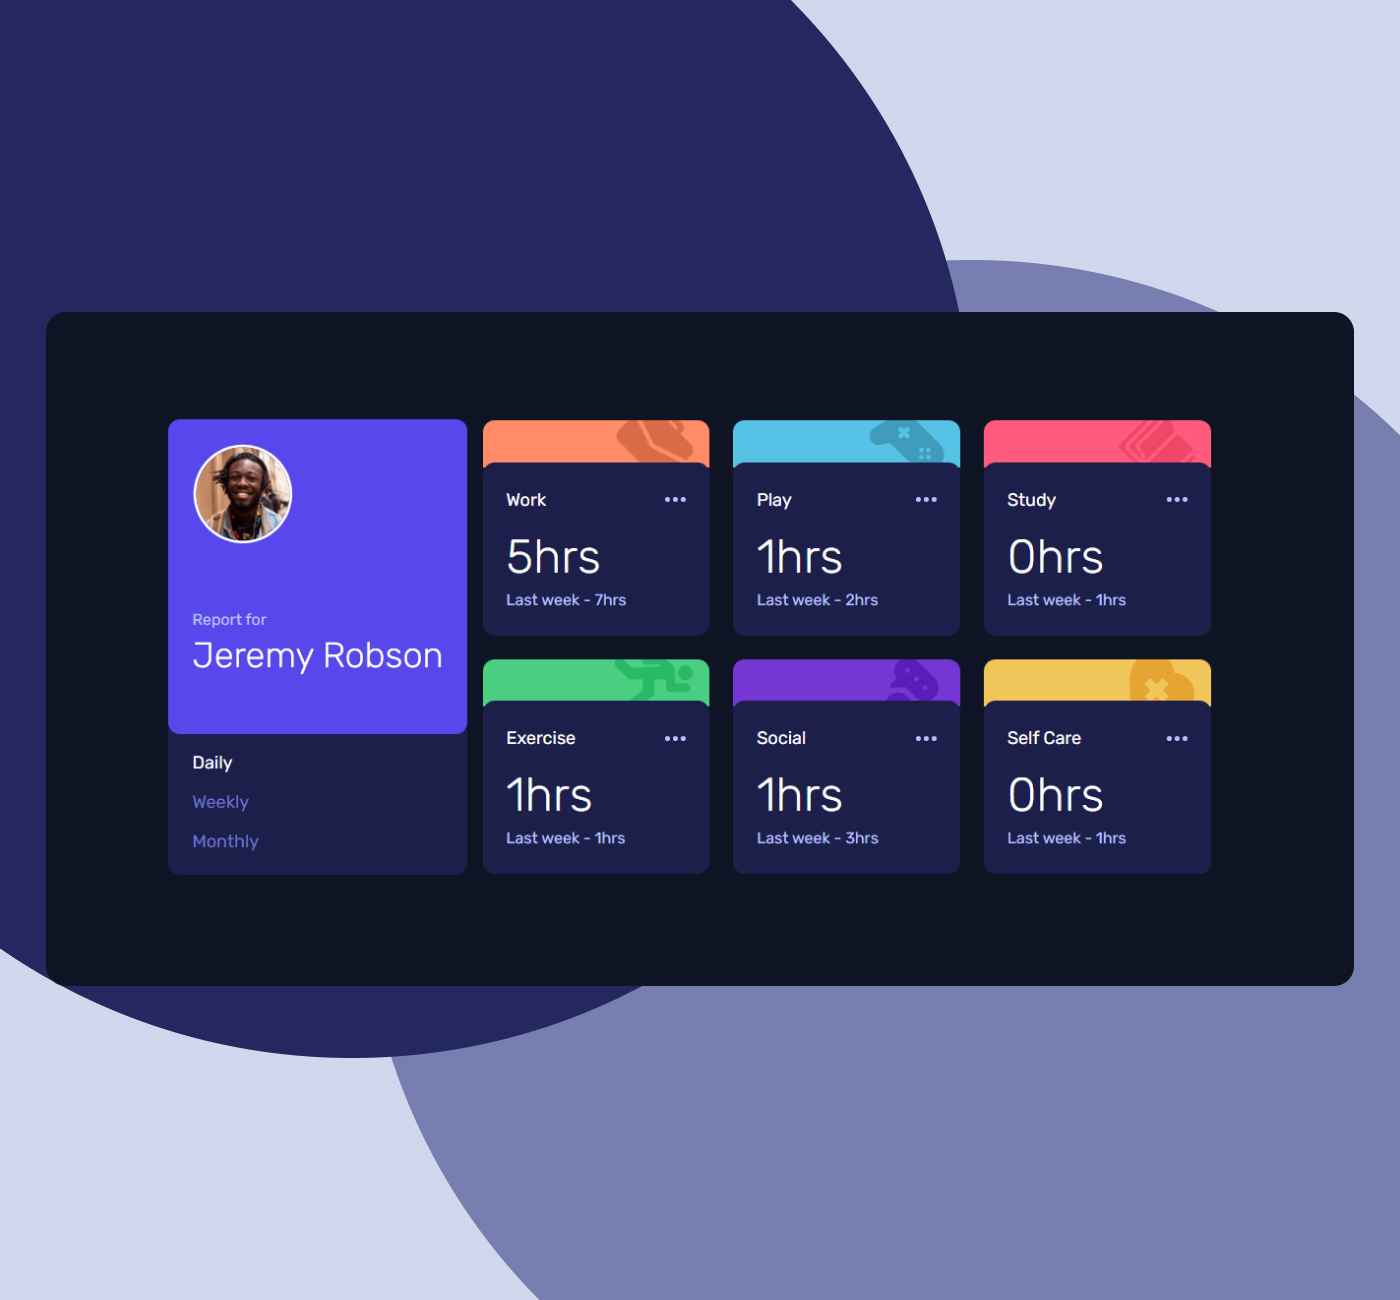 Report for
Jeremy Robson
Daily
Weekly
Monthly
Work
5hrs
Last week - 7hrs
Play
1hrs
Last week - 2hrs
Study
0hrs
Last week - 1hrs
Exercise
1hrs
Last week - 1hrs
Social
1hrs
Last week - 3hrs
Self Care
0hrs
Last week - 1hrs